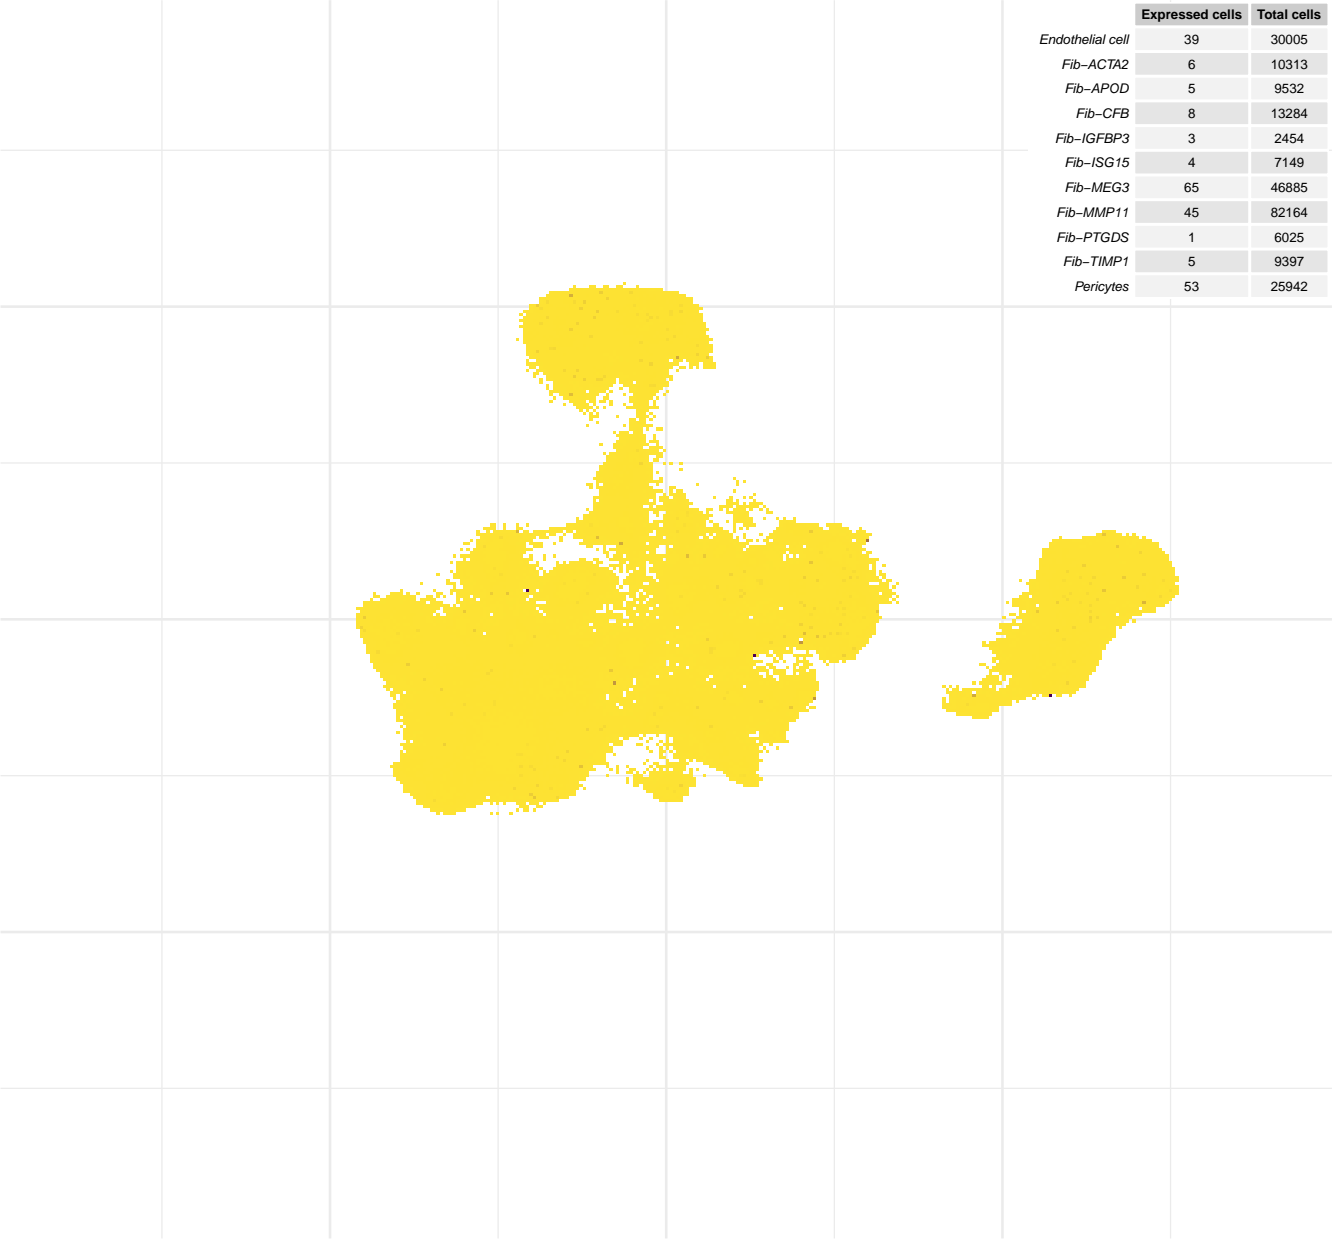 Expressed cells Total cells
Endothelial cell 39 30005
Fib−ACTA2 6 10313
Fib−APOD 5 9532
Fib−CFB 8 13284
Fib−IGFBP3 3 2454
Fib−ISG15 4 7149
Fib−MEG3 65 46885
Fib−MMP11 45 82164
Fib−PTGDS 1 6025
Fib−TIMP1 5 9397
Pericytes 53 25942